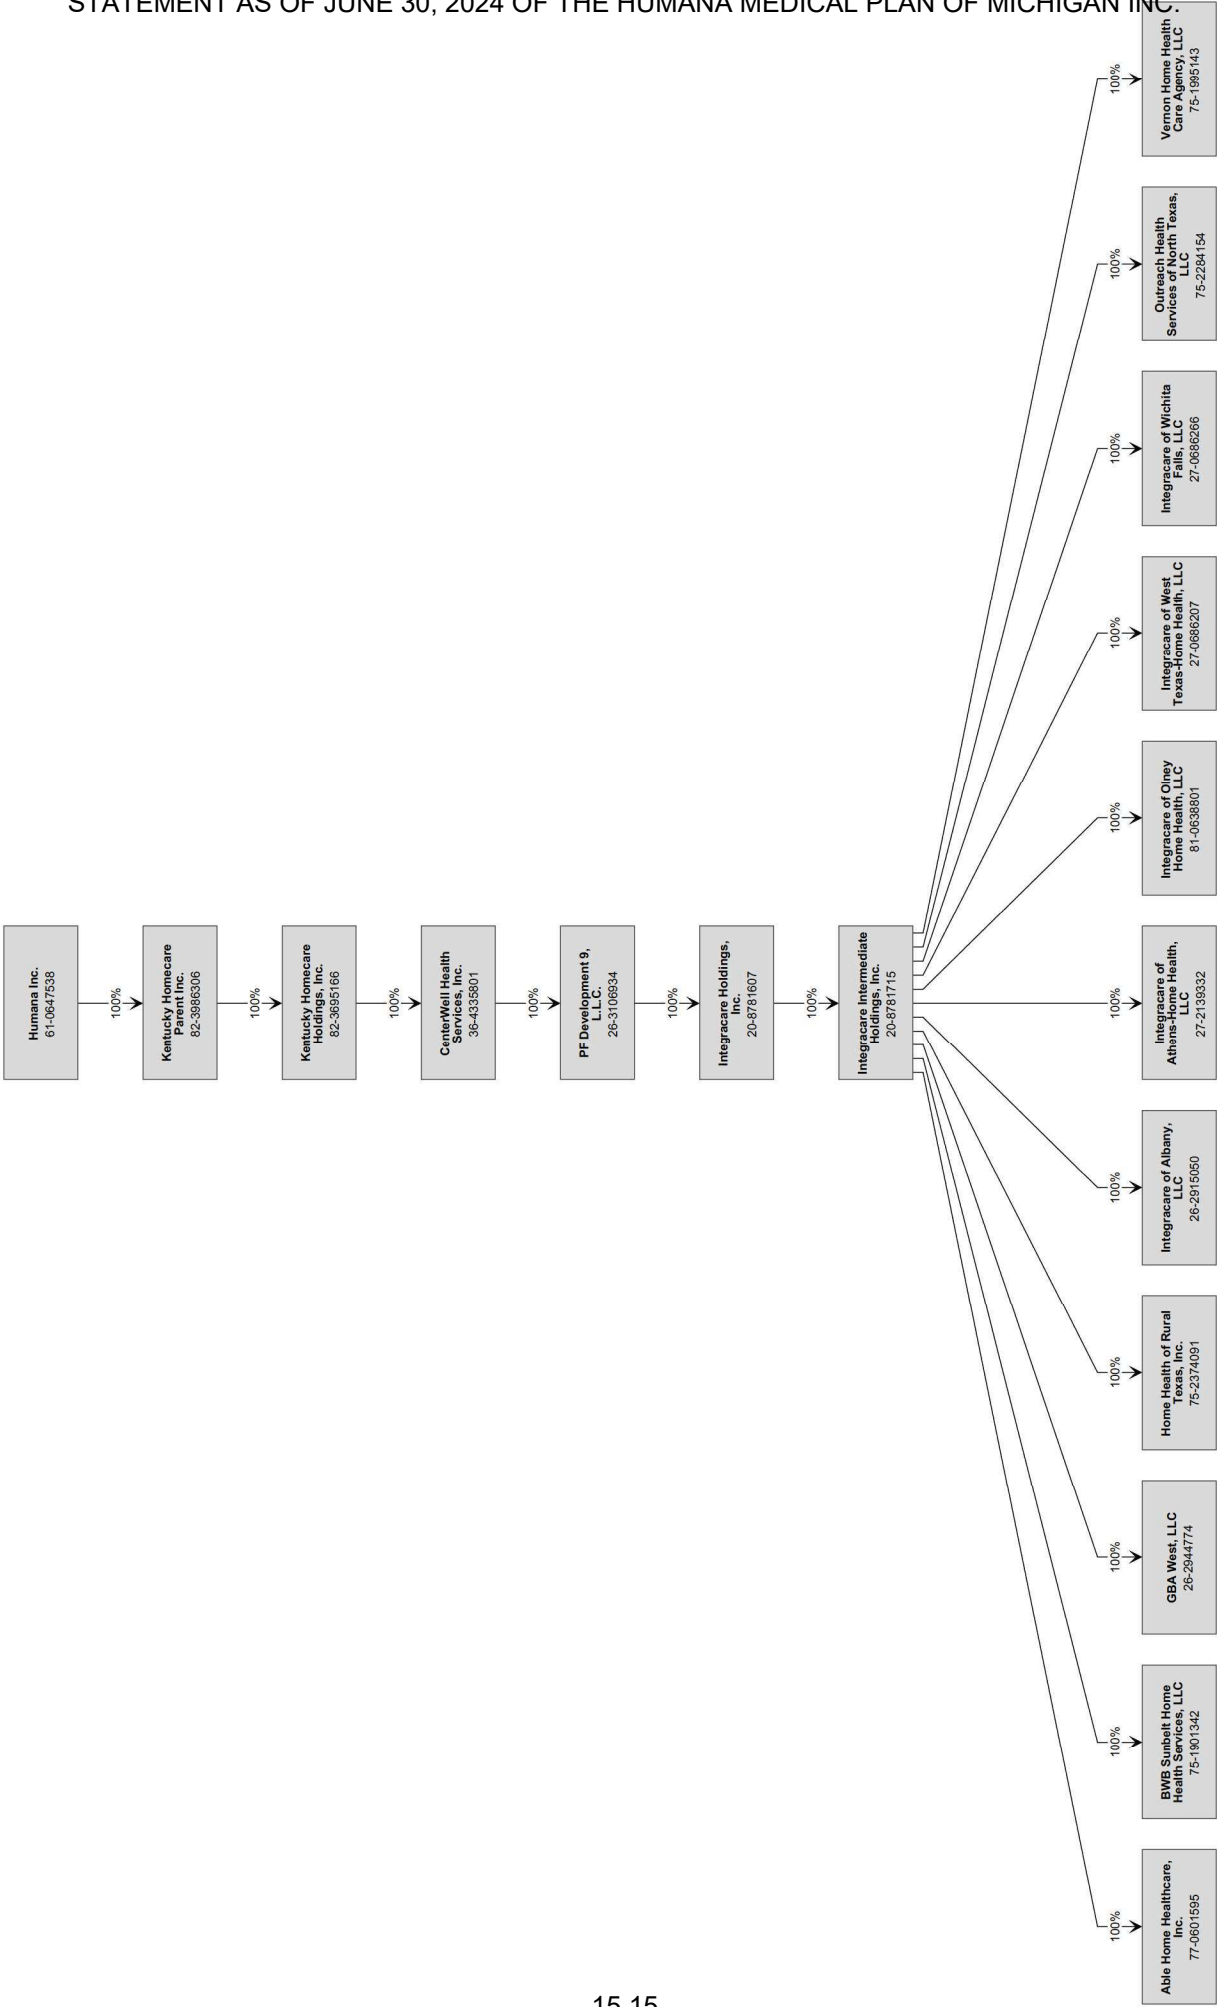 STATEMENT AS OF JUNE 30, 2024 OF THE HUMANA MEDICAL PLAN OF MICHIGAN INC.
Humana Inc.
61-0647538
100%
Kentucky Homecare
Parent Inc.
82-3986306
100%
Kentucky Homecare
Holdings, Inc.
82-3695166
100%
CenterWell Health
Services, Inc.
36-4335801
100%
PF Development 9,
L.L.C.
26-3106934
100%
Integracare Holdings,
Inc.
20-8781607
100%
Integracare Intermediate
Holdings, Inc.
20-8781715
100%
Able Home Healthcare,
Inc.
77-0601595
100%
BWB Sunbelt Home
Health Services, LLC
75-1901342
100%
GBA West, LLC
26-2944774
100%
Home Health of Rural
Texas, Inc.
75-2374091
100%
Integracare of Albany,
LLC
26-2915050
100%
Integracare of
Athens-Home Health,
LLC
27-2139332
100%
Integracare of Olney
Home Health, LLC
81-0638801
100%
Integracare of West
Texas-Home Health, LLC
27-0686207
100%
Integracare of Wichita
Falls, LLC
27-0686266
100%
Outreach Health
Services of North Texas,
LLC
75-2284154
100%
Vernon Home Health
Care Agency, LLC
75-1995143
15.15